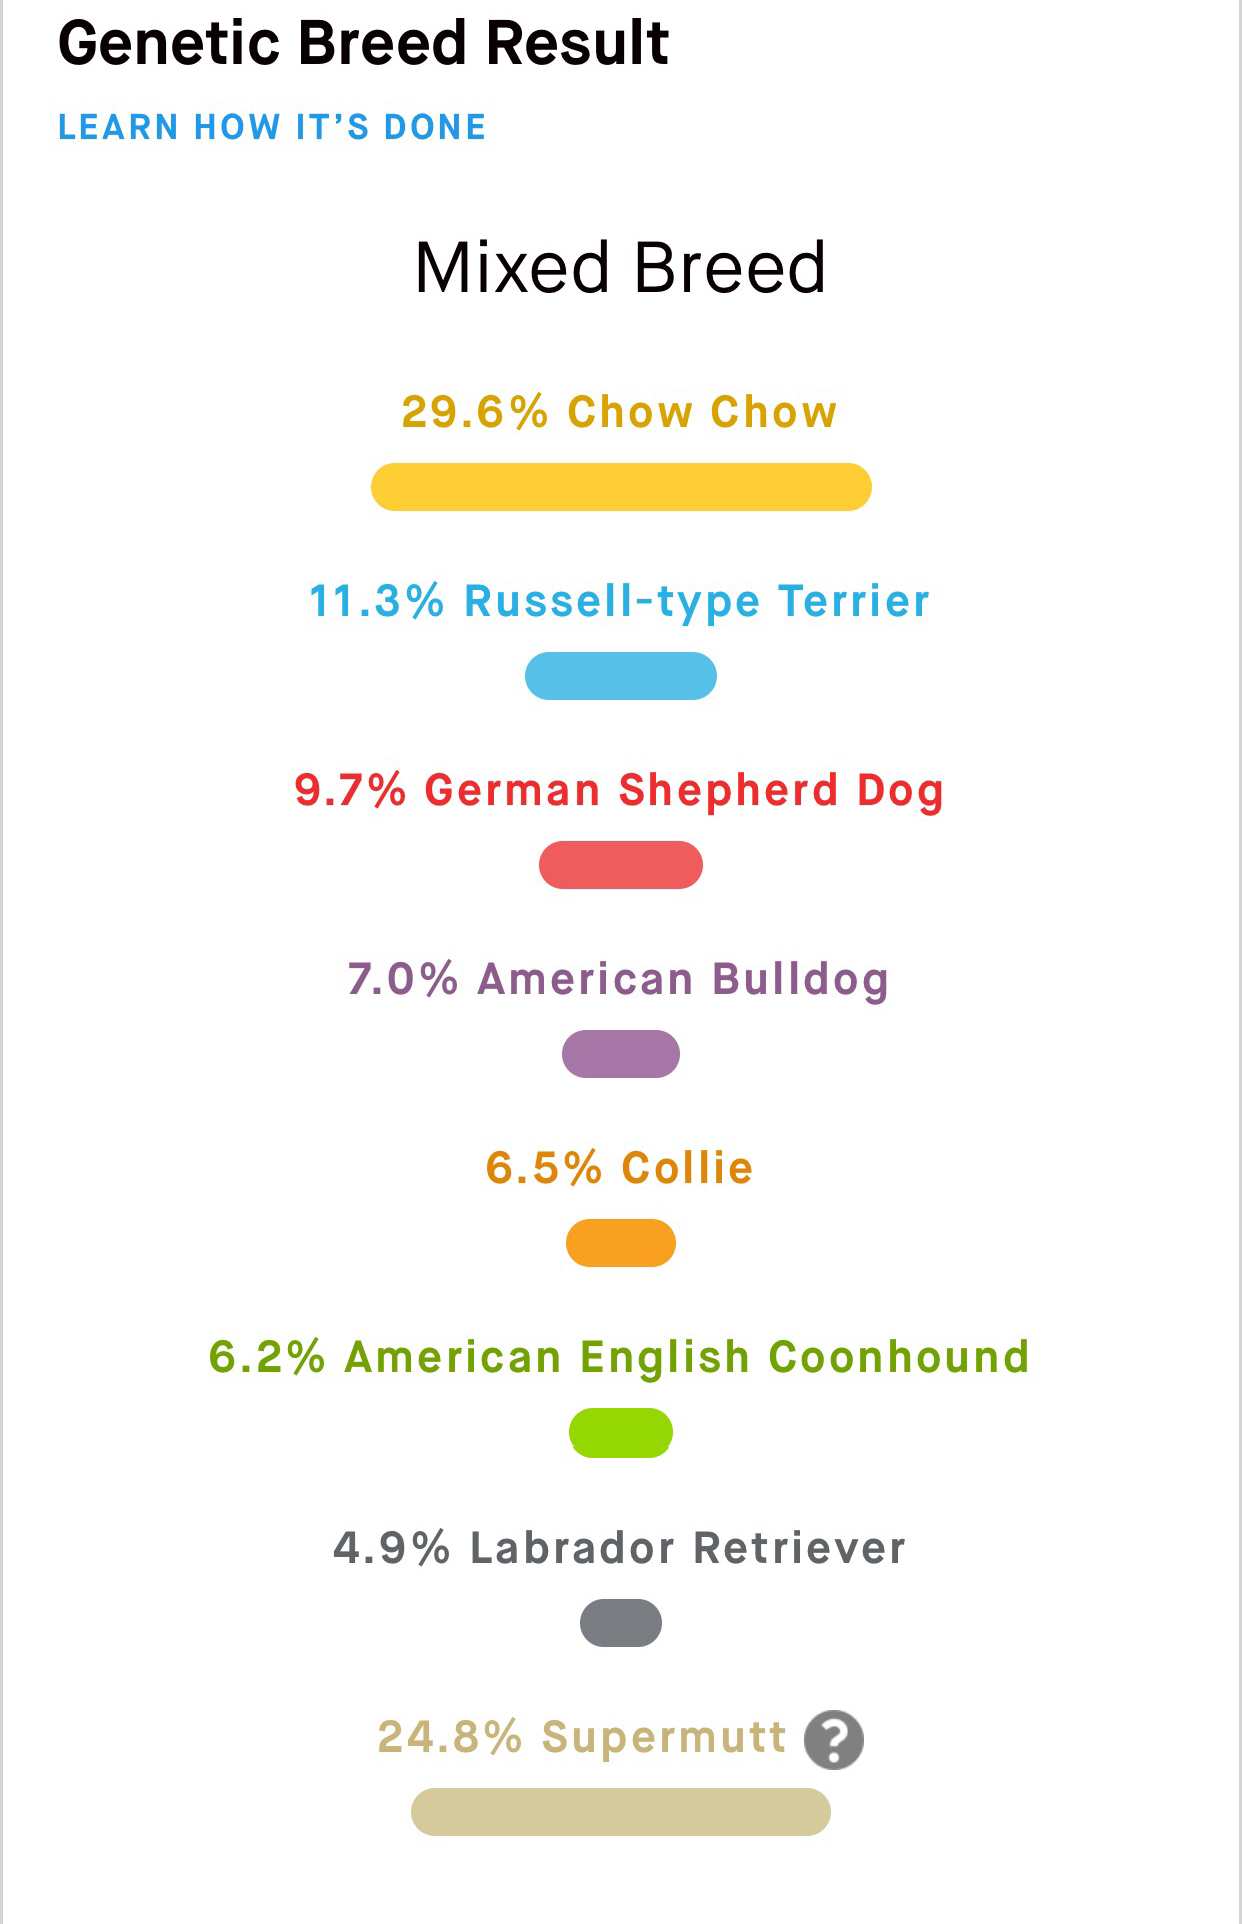 Genetic Breed Result
LEARN HOW IT’S DONE
Mixed Breed
29.6% Chow Chow
11.3% Russell-type Terrier
9.7% German Shepherd Dog
7.0% American Bulldog
6.5% Collie
6.2% American English Coonhound
4.9% Labrador Retriever
24.8% Supermutt ?